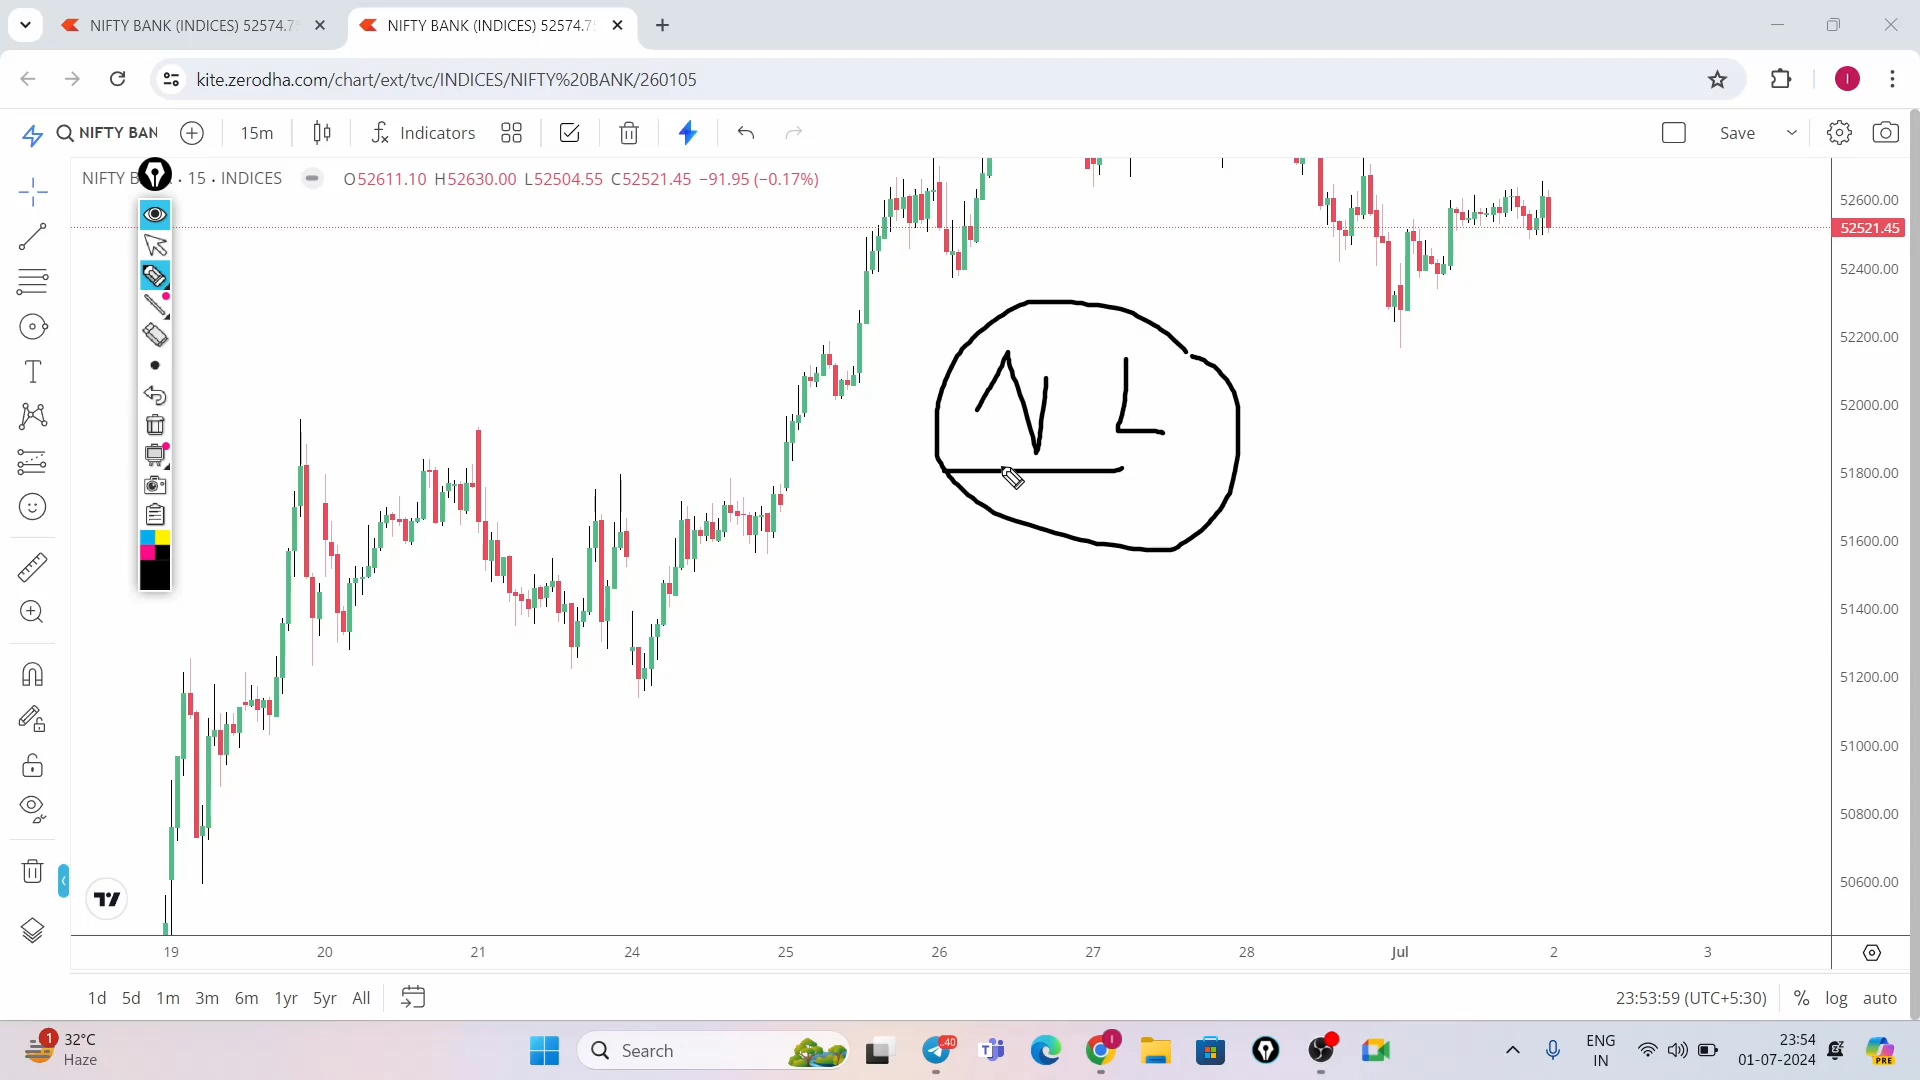 NIFTY BANK (INDICES) 52574.7
NIFTY BANK (INDICES) 52574.7
kite.zerodha.com/chart/ext/tvc/INDICES/NIFTY%20BANK/260105
NIFTY BAN
15m
Indicators
Save
NIFTY B · 15 · INDICES
O52611.10 H52630.00 L52504.55 C52521.45 −91.95 (−0.17%)
52600.00
52521.45
52400.00
52200.00
52000.00
51800.00
51600.00
51400.00
51200.00
51000.00
50800.00
50600.00
N L
19 20 21 24 25 26 27 28 Jul 2 3
1d 5d 1m 3m 6m 1yr 5yr All
23:53:59 (UTC+5:30) % log auto
1
32°C
Haze
Search
40
ENG
IN
23:54
01-07-2024
PRE